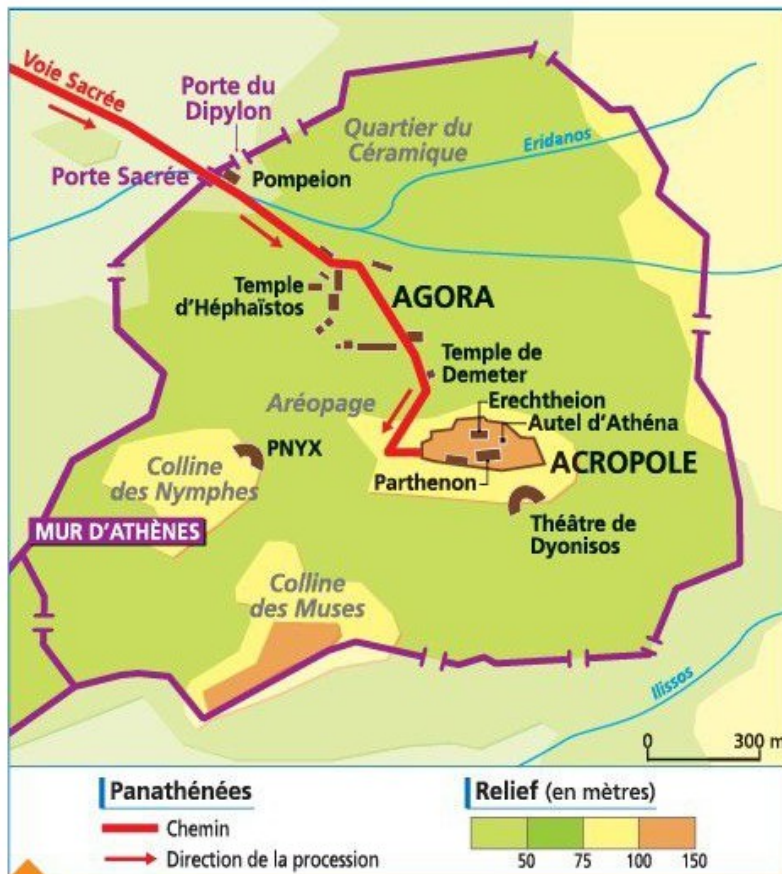 Voie Sacrée
Porte du
Dipylon
Quartier du
Céramique
Eridanos
Porte Sacrée
Pompeion
Temple
d'Héphaïstos
AGORA
Temple de
Demeter
Erechtheion
Autel d'Athéna
Aréopage
PNYX
Colline
des Nymphes
ACROPOLE
Parthenon
Théâtre de
Dyonisos
MUR D'ATHÈNES
Colline
des Muses
Ilissos
0 300 m
Panathénées
Chemin
Direction de la procession
Relief (en mètres)
50 75 100 150